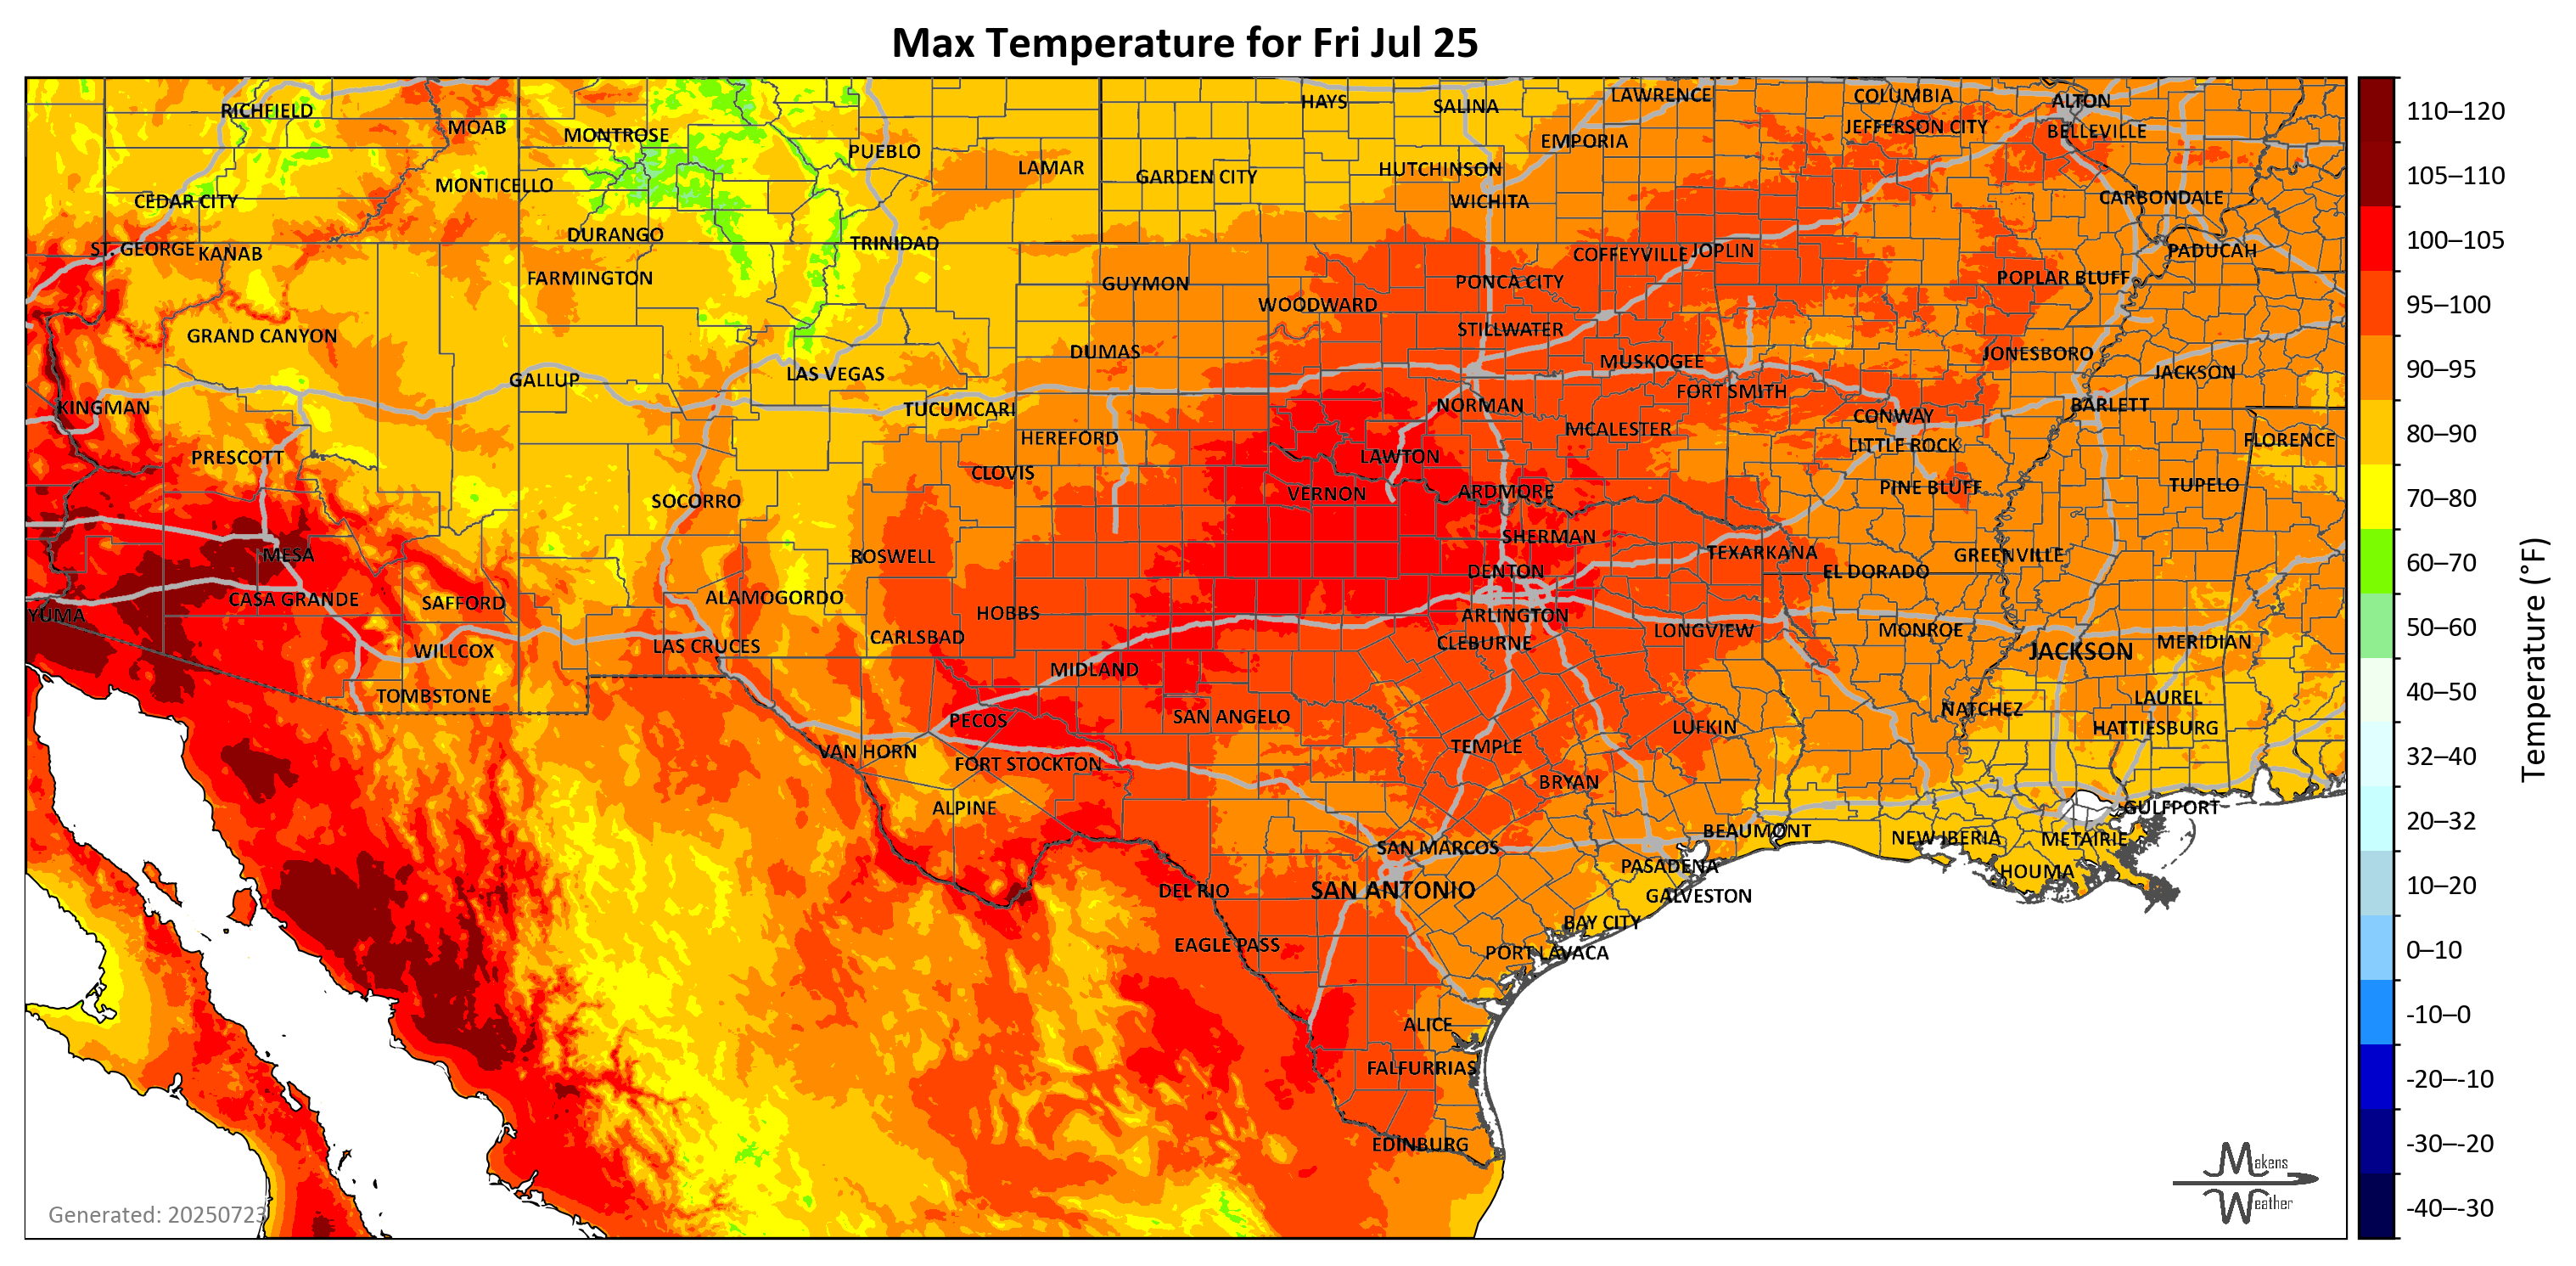 Max Temperature for Fri Jul 25
RICHFIELD
MOAB
MONTROSE
PUEBLO
LAMAR
HAYS
SALINA
LAWRENCE
COLUMBIA
ALTON
EMPORIA
JEFFERSON CITY
BELLEVILLE
MONTICELLO
GARDEN CITY
HUTCHINSON
CEDAR CITY
WICHITA
CARBONDALE
ST. GEORGE
KANAB
DURANGO
TRINIDAD
COFFEYVILLE
JOPLIN
PADUCAH
FARMINGTON
GUYMON
PONCA CITY
POPLAR BLUFF
WOODWARD
GRAND CANYON
STILLWATER
DUMAS
MUSKOGEE
JONESBORO
GALLUP
LAS VEGAS
FORT SMITH
JACKSON
KINGMAN
TUCUMCARI
NORMAN
CONWAY
BARLETT
HEREFORD
MCALESTER
LITTLE ROCK
FLORENCE
PRESCOTT
CLOVIS
LAWTON
SOCORRO
VERNON
ARDMORE
PINE BLUFF
TUPELO
MESA
ROSWELL
SHERMAN
TEXARKANA
GREENVILLE
DENTON
EL DORADO
YUMA
CASA GRANDE
SAFFORD
ALAMOGORDO
HOBBS
ARLINGTON
WILLCOX
LAS CRUCES
CARLSBAD
CLEBURNE
LONGVIEW
MONROE
JACKSON
MERIDIAN
TOMBSTONE
MIDLAND
LAUREL
PECOS
SAN ANGELO
LUFKIN
NATCHEZ
HATTIESBURG
VAN HORN
FORT STOCKTON
TEMPLE
BRYAN
ALPINE
GULFPORT
SAN MARCOS
BEAUMONT
NEW IBERIA
METAIRIE
DEL RIO
SAN ANTONIO
PASADENA
GALVESTON
HOUMA
EAGLE PASS
BAY CITY
PORT LAVACA
ALICE
FALFURRIAS
EDINBURG
Generated: 20250723
Makens
Weather
110–120
105–110
100–105
95–100
90–95
80–90
70–80
60–70
50–60
40–50
32–40
20–32
10–20
0–10
-10–0
-20–-10
-30–-20
-40–-30
Temperature (°F)